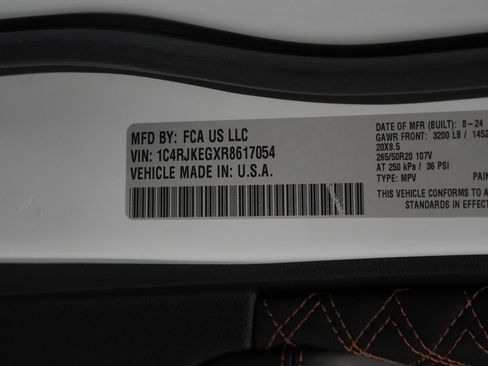 MFD BY: FCA US LLC
VIN: 1C4RJKEGXR8617054
VEHICLE MADE IN: U.S.A.
DATE OF MFR (BUILT): 8-24
GAWR FRONT: 3200 LB / 1452
20X8.5
265/50R20 107V
AT 250 kPa / 36 PSI
TYPE: MPV PAIN
THIS VEHICLE CONFORMS TO A
STANDARDS IN EFFECT